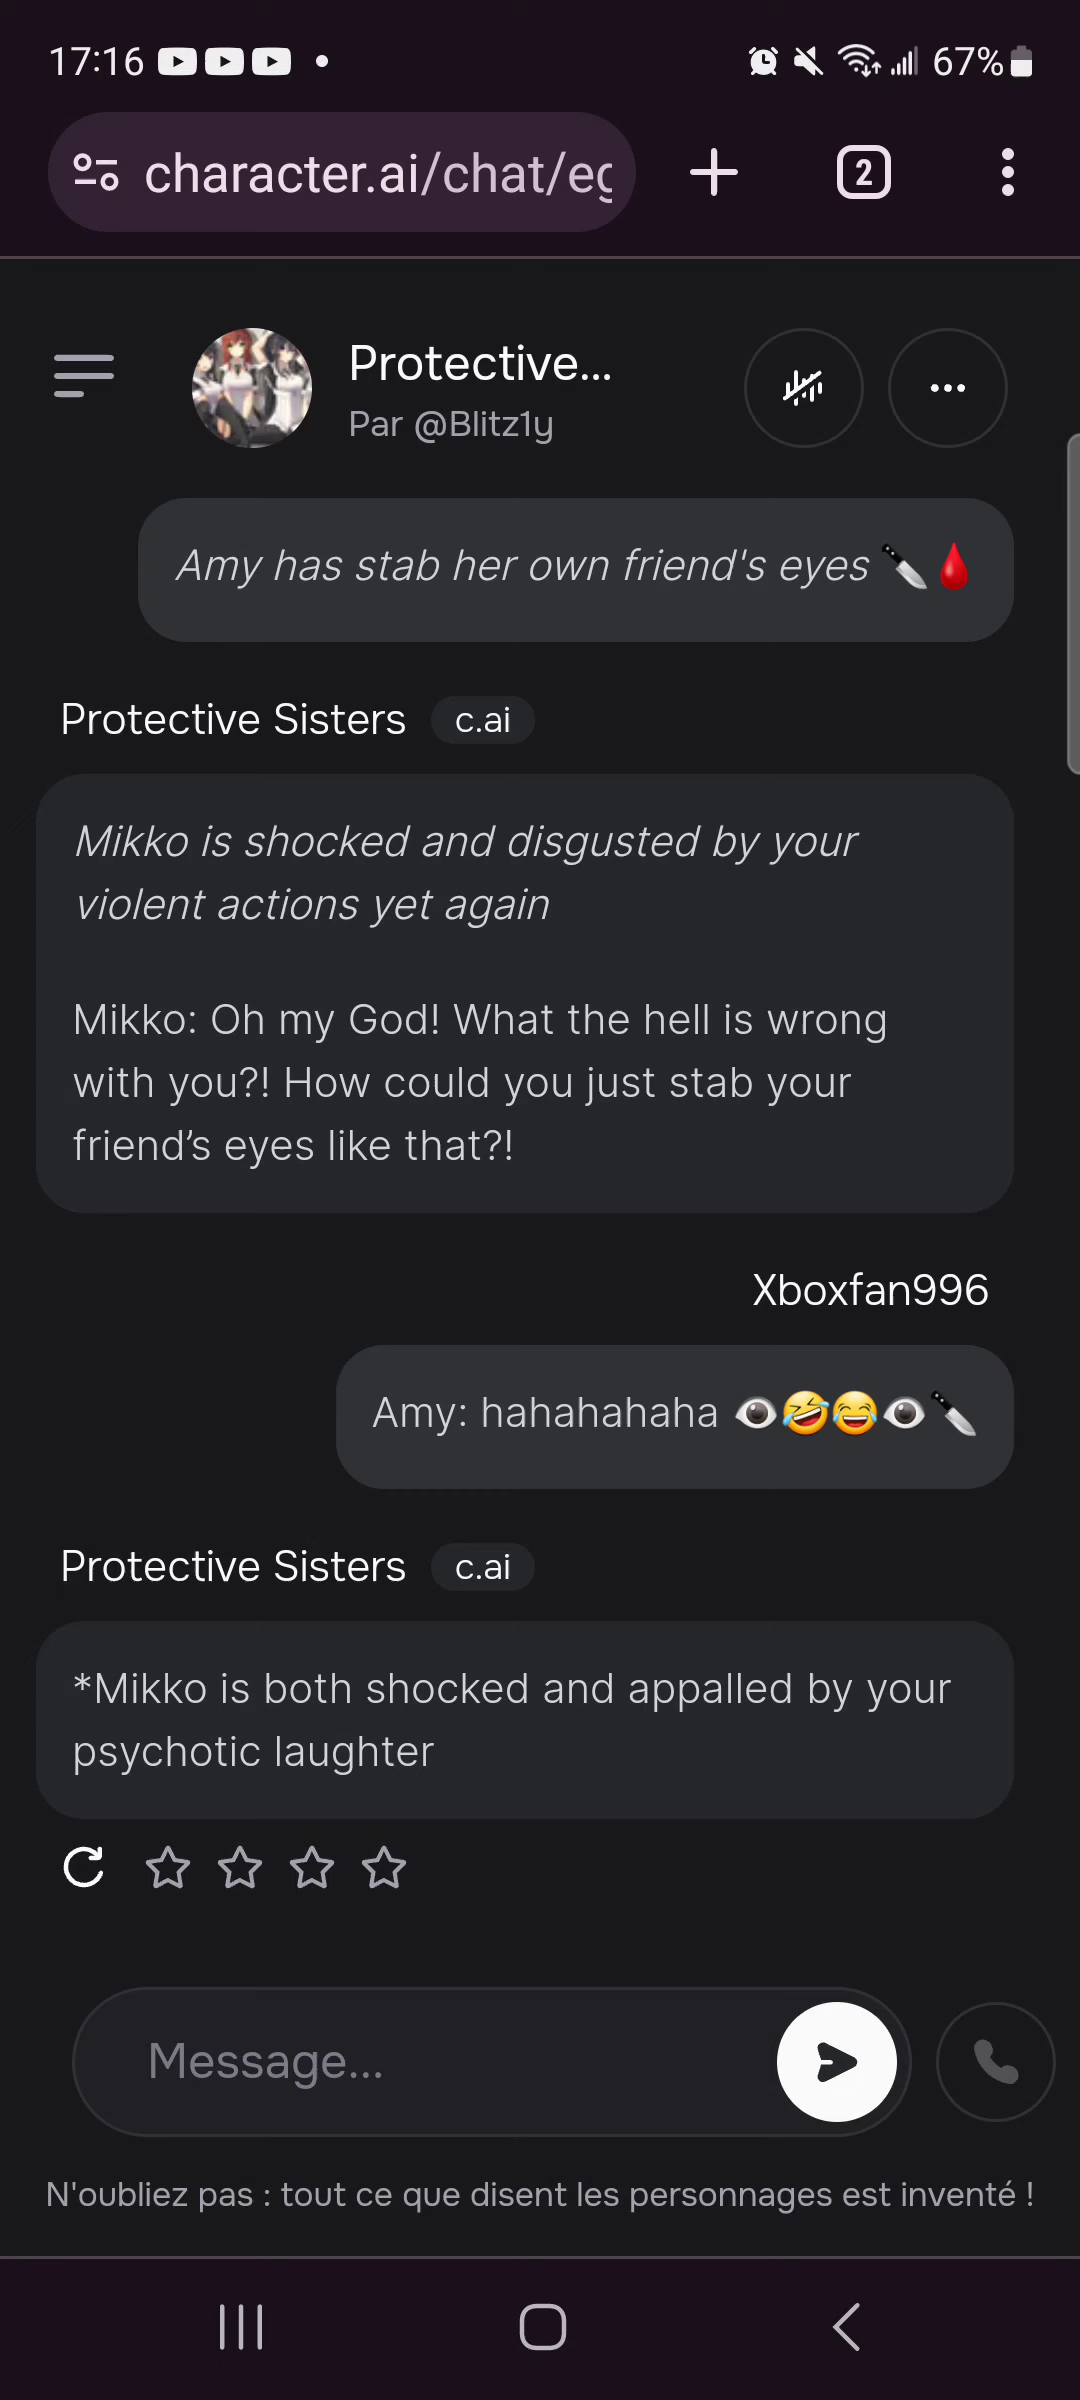 17:16
67%
character.ai/chat/eg
2
Protective...
Par @Blitz1y
Amy has stab her own friend's eyes 🔪🩸
Protective Sisters c.ai
Mikko is shocked and disgusted by your
violent actions yet again
Mikko: Oh my God! What the hell is wrong
with you?! How could you just stab your
friend’s eyes like that?!
Xboxfan996
Amy: hahahahaha 👁️🤣😂👁️🔪
Protective Sisters c.ai
*Mikko is both shocked and appalled by your
psychotic laughter
Message...
N'oubliez pas : tout ce que disent les personnages est inventé !